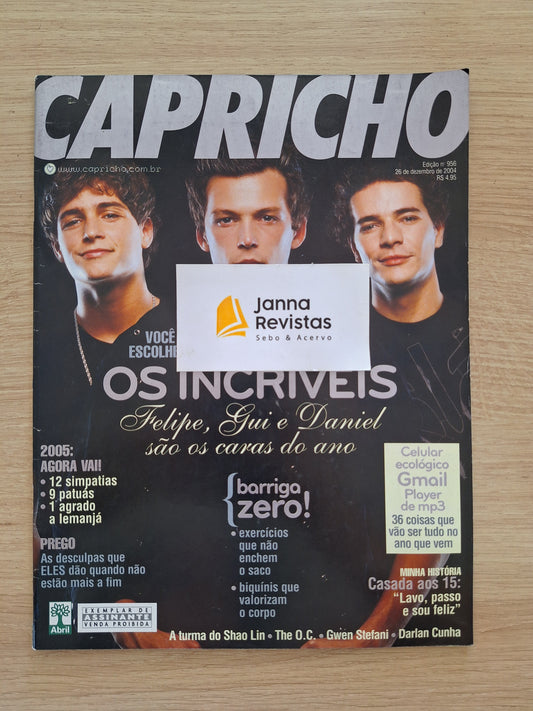 CAPRICHO
www.capricho.com.br
Edição nº 956
26 de dezembro de 2004
R$ 4,95
Janna
Revistas
Sebo & Acervo
VOCÊ
ESCOLHE
OS INCRÍVEIS
Felipe, Gui e Daniel
são os caras do ano
2005:
AGORA VAI!
• 12 simpatias
• 9 patuás
• 1 agrado
a Iemanjá
PREGO
As desculpas que
ELES dão quando não
estão mais a fim
{barriga
zero!
• exercícios
que não
enchem
o saco
• biquínis que
valorizam
o corpo
Celular
ecológico
Gmail
Player
de mp3
36 coisas que
vão ser tudo no
ano que vem
MINHA HISTÓRIA
Casada aos 15:
“Lavo, passo
e sou feliz”
Abril
EXEMPLAR DE
ASSINANTE
VENDA PROIBIDA
A turma do Shao Lin • The O.C. • Gwen Stefani • Darlan Cunha